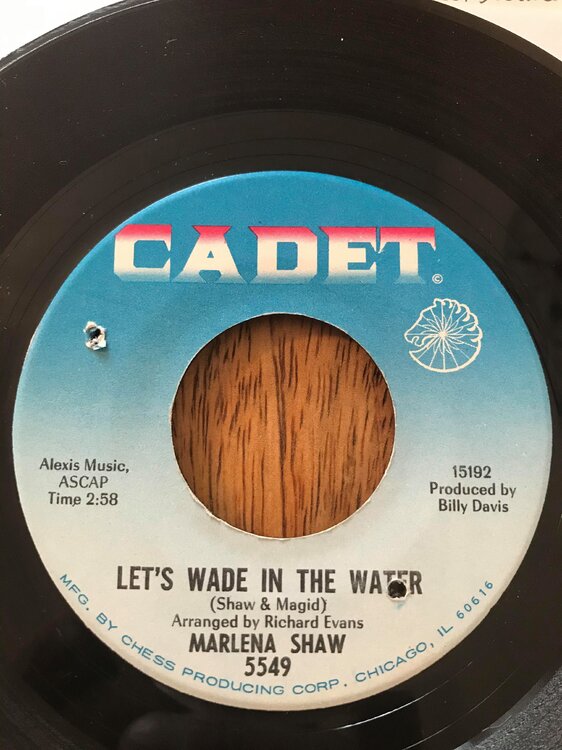 CADET
©
Alexis Music,
ASCAP
Time 2:58
15192
Produced by
Billy Davis
LET'S WADE IN THE WATER
(Shaw & Magid)
Arranged by Richard Evans
MARLENA SHAW
5549
MFG. BY CHESS PRODUCING CORP. CHICAGO, IL 60616